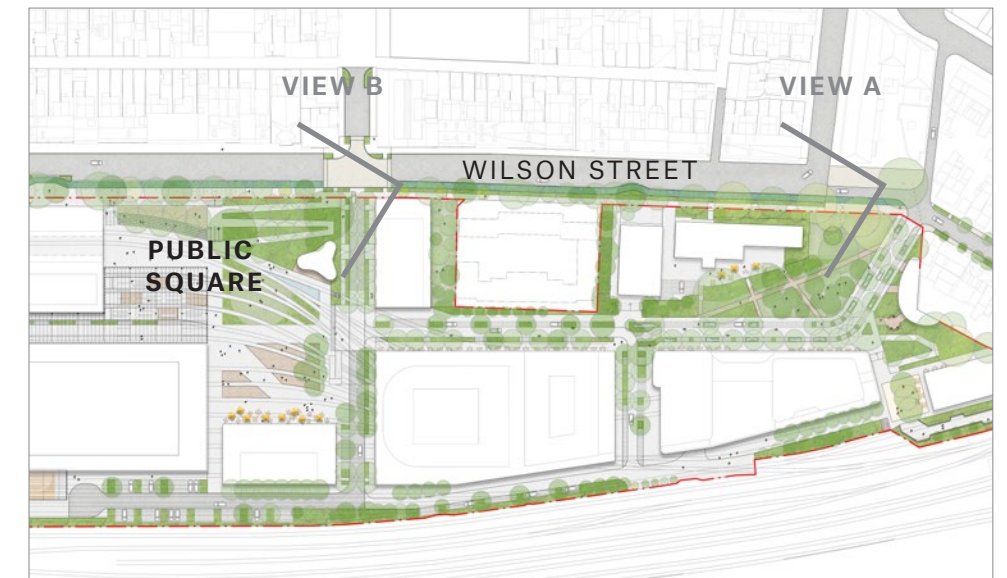 VIEW B
VIEW A
WILSON STREET
PUBLIC
SQUARE